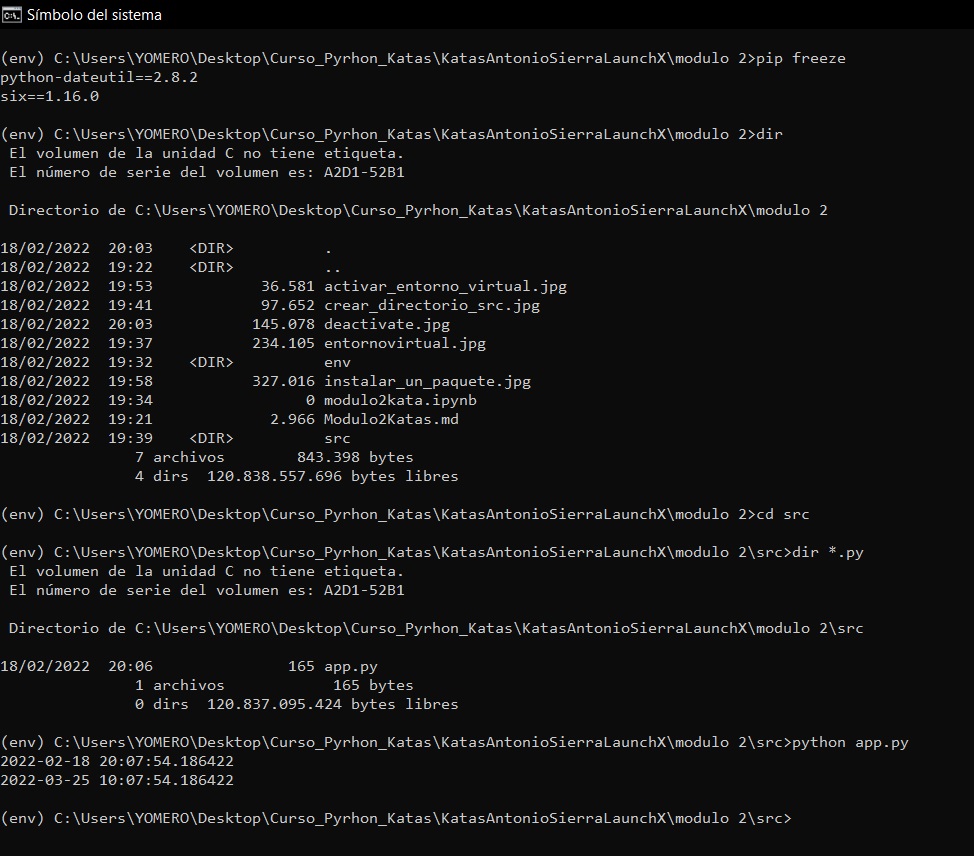 Símbolo del sistema
(env) C:\Users\YOMERO\Desktop\Curso_Pyrhon_Katas\KatasAntonioSierraLaunchX\modulo 2>pip freeze
python-dateutil==2.8.2
six==1.16.0
(env) C:\Users\YOMERO\Desktop\Curso_Pyrhon_Katas\KatasAntonioSierraLaunchX\modulo 2>dir
 El volumen de la unidad C no tiene etiqueta.
 El número de serie del volumen es: A2D1-52B1
 Directorio de C:\Users\YOMERO\Desktop\Curso_Pyrhon_Katas\KatasAntonioSierraLaunchX\modulo 2
18/02/2022  20:03    <DIR>          .
18/02/2022  19:22    <DIR>          ..
18/02/2022  19:53            36.581 activar_entorno_virtual.jpg
18/02/2022  19:41            97.652 crear_directorio_src.jpg
18/02/2022  20:03           145.078 deactivate.jpg
18/02/2022  19:37           234.105 entornovirtual.jpg
18/02/2022  19:32    <DIR>          env
18/02/2022  19:58           327.016 instalar_un_paquete.jpg
18/02/2022  19:34                 0 modulo2kata.ipynb
18/02/2022  19:21             2.966 Modulo2Katas.md
18/02/2022  19:39    <DIR>          src
               7 archivos        843.398 bytes
               4 dirs  120.838.557.696 bytes libres
(env) C:\Users\YOMERO\Desktop\Curso_Pyrhon_Katas\KatasAntonioSierraLaunchX\modulo 2>cd src
(env) C:\Users\YOMERO\Desktop\Curso_Pyrhon_Katas\KatasAntonioSierraLaunchX\modulo 2\src>dir *.py
 El volumen de la unidad C no tiene etiqueta.
 El número de serie del volumen es: A2D1-52B1
 Directorio de C:\Users\YOMERO\Desktop\Curso_Pyrhon_Katas\KatasAntonioSierraLaunchX\modulo 2\src
18/02/2022  20:06               165 app.py
               1 archivos            165 bytes
               0 dirs  120.837.095.424 bytes libres
(env) C:\Users\YOMERO\Desktop\Curso_Pyrhon_Katas\KatasAntonioSierraLaunchX\modulo 2\src>python app.py
2022-02-18 20:07:54.186422
2022-03-25 10:07:54.186422
(env) C:\Users\YOMERO\Desktop\Curso_Pyrhon_Katas\KatasAntonioSierraLaunchX\modulo 2\src>